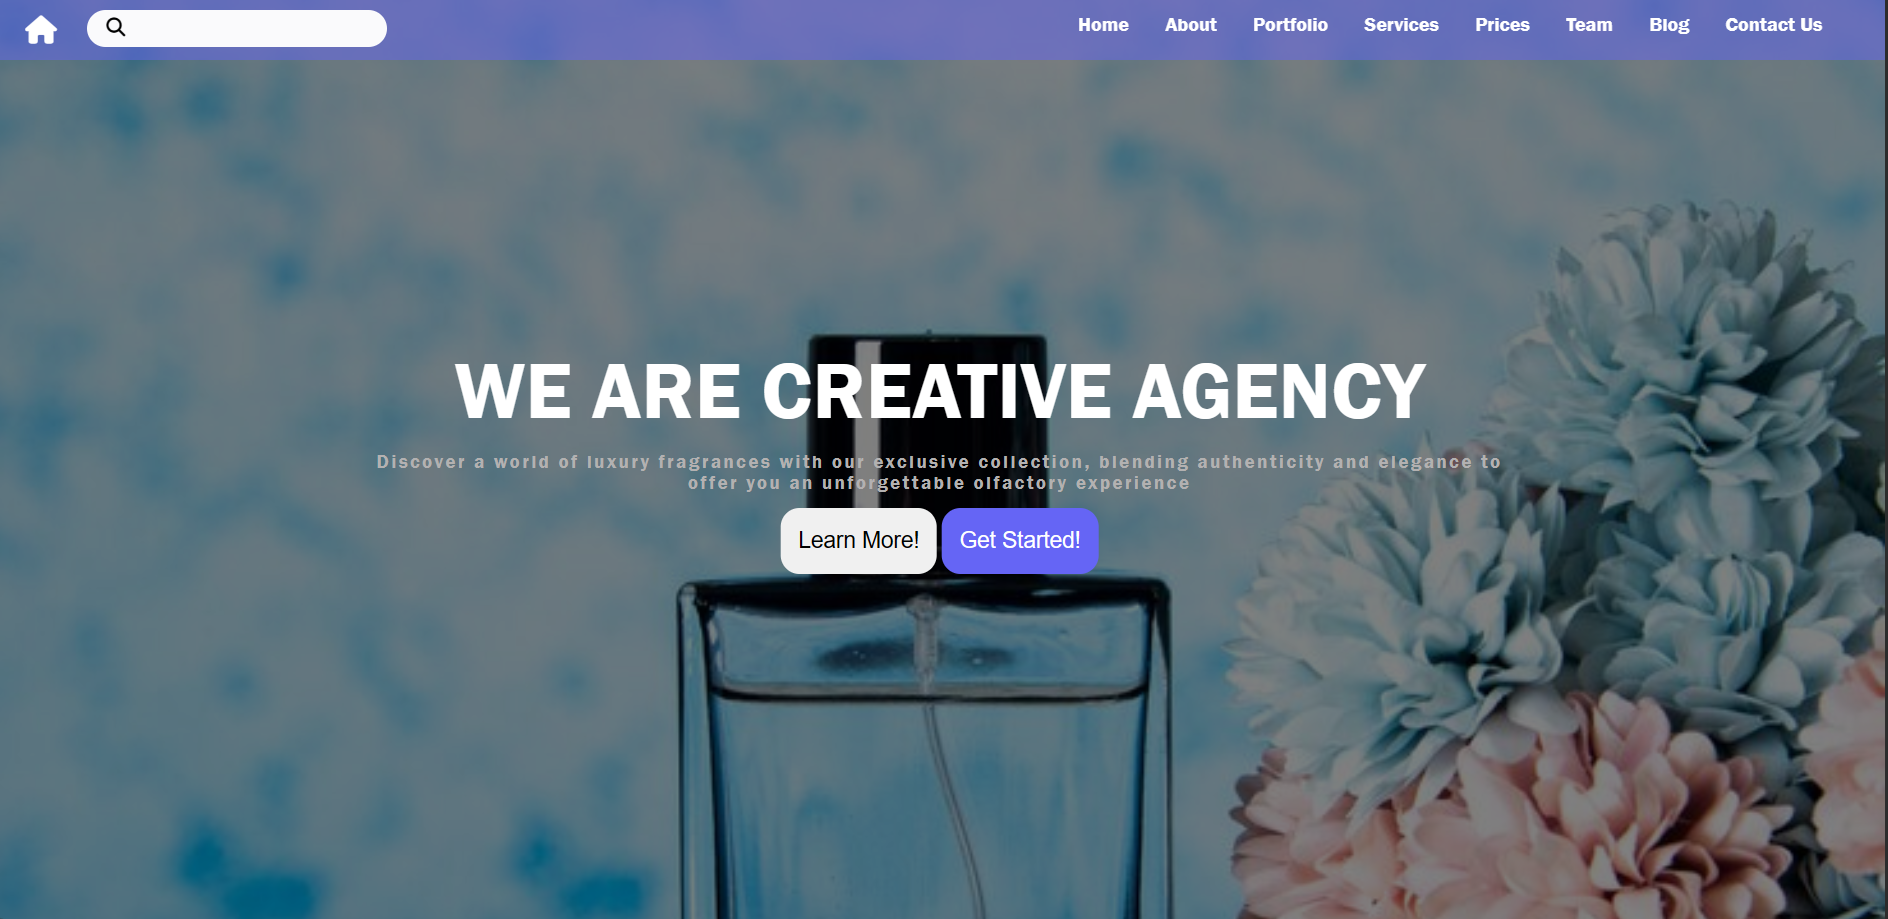 Home About Portfolio Services Prices Team Blog Contact Us
WE ARE CREATIVE AGENCY
Discover a world of luxury fragrances with our exclusive collection, blending authenticity and elegance to
offer you an unforgettable olfactory experience
Learn More! Get Started!